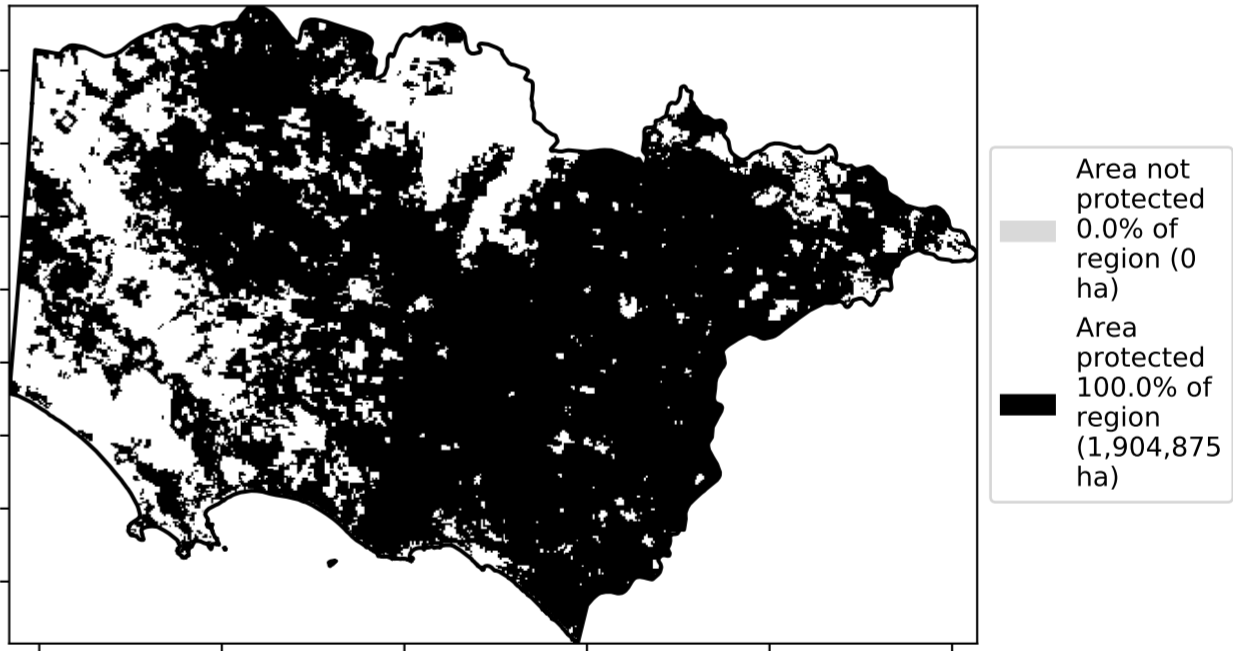 Area not
protected
0.0% of
region (0
ha)
Area
protected
100.0% of
region
(1,904,875
ha)